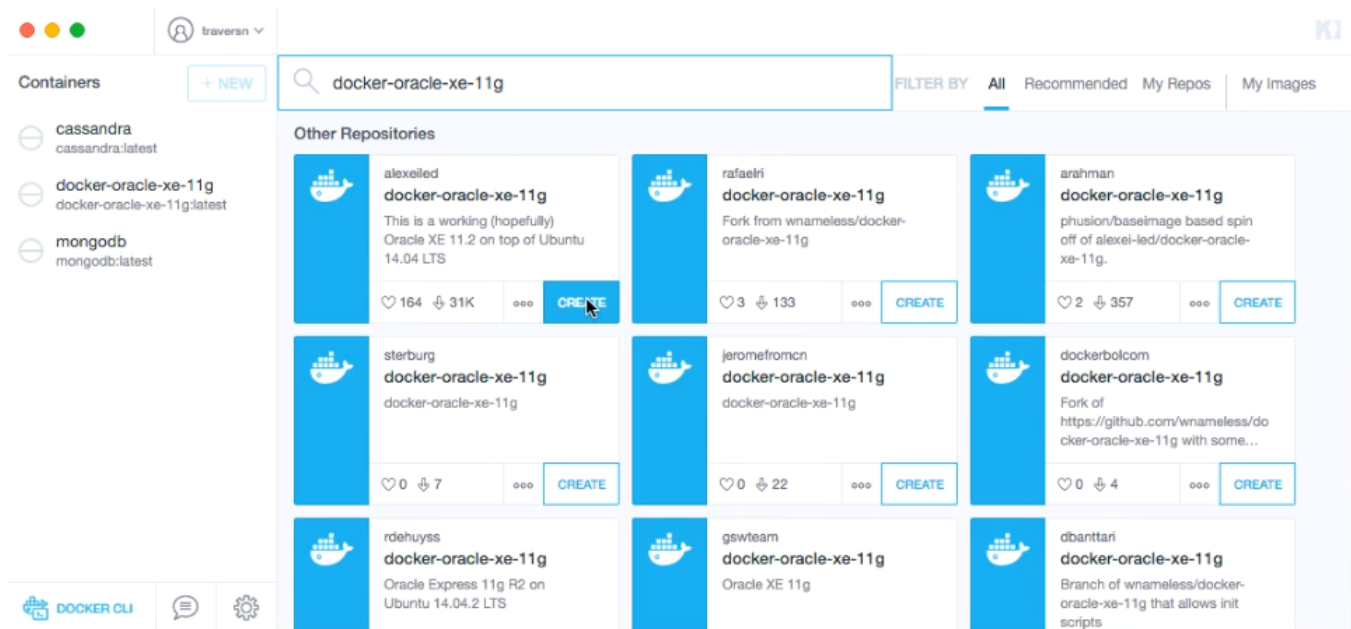 traversn
Containers
+ NEW
cassandra
cassandra:latest
docker-oracle-xe-11g
docker-oracle-xe-11g:latest
mongodb
mongodb:latest
DOCKER CLI
docker-oracle-xe-11g
FILTER BY All Recommended My Repos My Images
Other Repositories
alexeiled
docker-oracle-xe-11g
This is a working (hopefully)
Oracle XE 11.2 on top of Ubuntu
14.04 LTS
164 31K CREATE
rafaelri
docker-oracle-xe-11g
Fork from wnameless/docker-
oracle-xe-11g
3 133 CREATE
arahman
docker-oracle-xe-11g
phusion/baseimage based spin
off of alexei-led/docker-oracle-
xe-11g.
2 357 CREATE
sterburg
docker-oracle-xe-11g
docker-oracle-xe-11g
0 7 CREATE
jeromefromcn
docker-oracle-xe-11g
docker-oracle-xe-11g
0 22 CREATE
dockerbolcom
docker-oracle-xe-11g
Fork of
https://github.com/wnameless/do
cker-oracle-xe-11g with some...
0 4 CREATE
rdehuyss
docker-oracle-xe-11g
Oracle Express 11g R2 on
Ubuntu 14.04.2 LTS
gswteam
docker-oracle-xe-11g
Oracle XE 11g
dbanttari
docker-oracle-xe-11g
Branch of wnameless/docker-
oracle-xe-11g that allows init
scripts